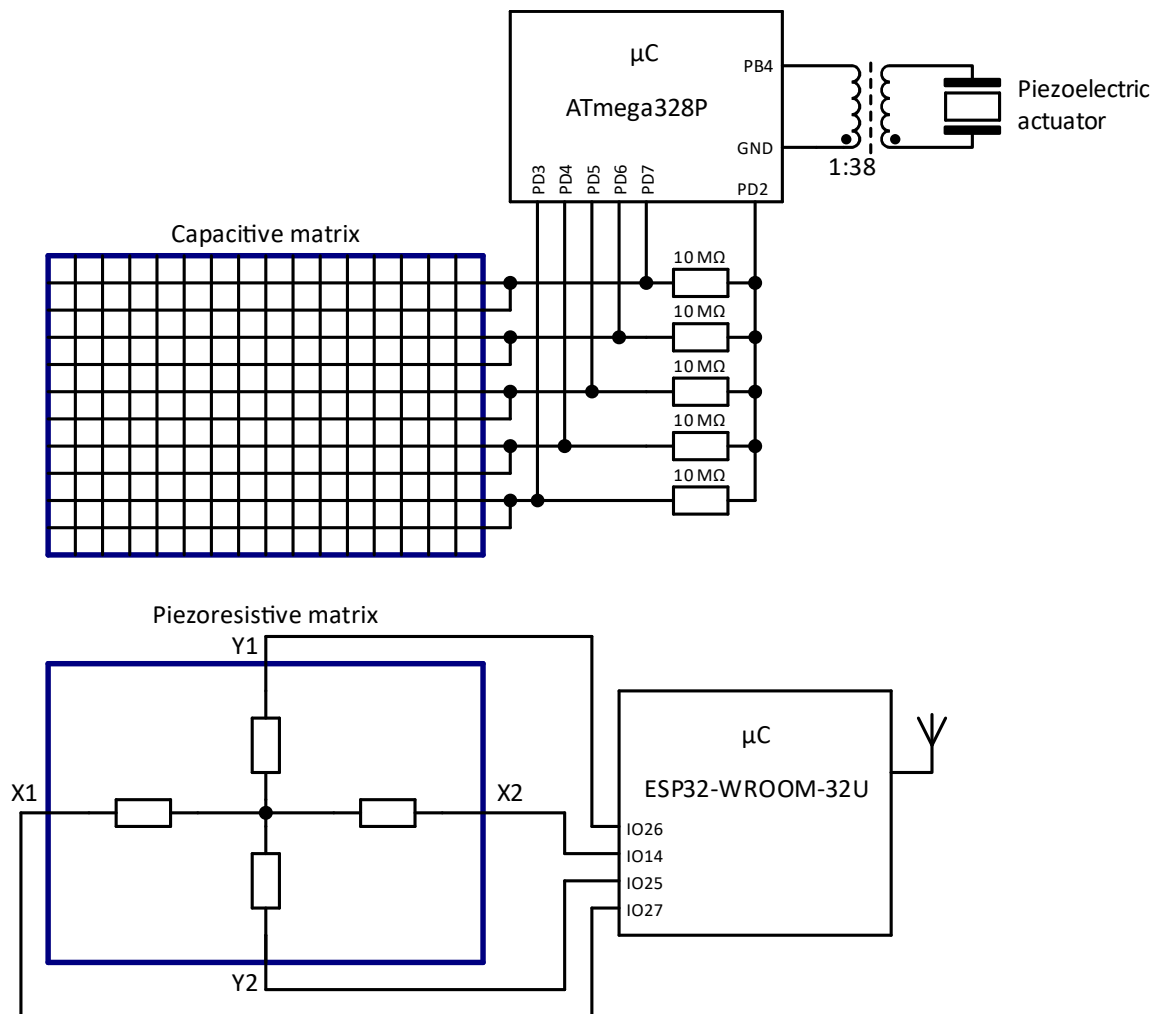 µC
ATmega328P
PB4
GND
PD2
PD3
PD4
PD5
PD6
PD7
1:38
Piezoelectric
actuator
Capacitive matrix
10 MΩ
10 MΩ
10 MΩ
10 MΩ
10 MΩ
Piezoresistive matrix
Y1
X1
X2
Y2
µC
ESP32-WROOM-32U
IO26
IO14
IO25
IO27